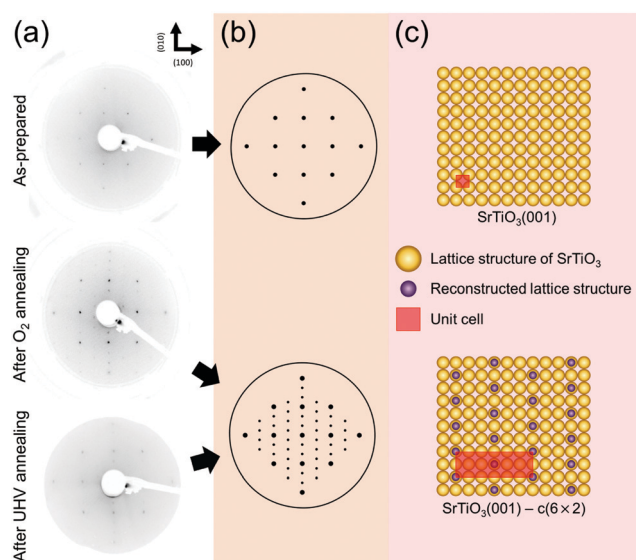 (a)
(b)
(c)
(010)
(100)
As-prepared
After O₂ annealing
After UHV annealing
SrTiO₃(001)
Lattice structure of SrTiO₃
Reconstructed lattice structure
Unit cell
SrTiO₃(001) – c(6×2)